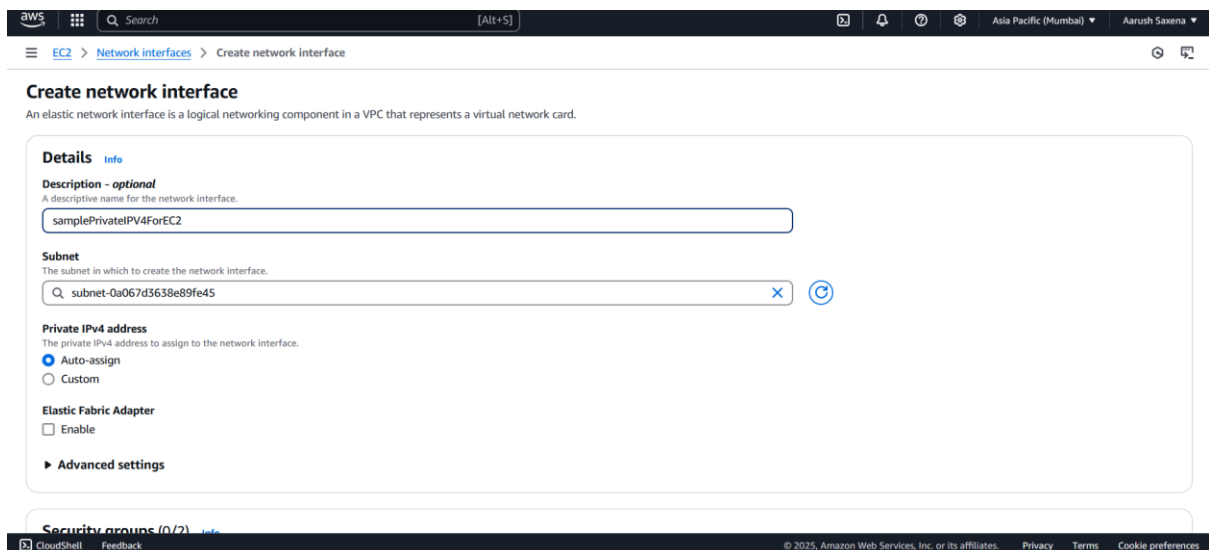 aws Search [Alt+S] Asia Pacific (Mumbai) ▼ Aarush Saxena ▼
EC2 > Network interfaces > Create network interface
Create network interface
An elastic network interface is a logical networking component in a VPC that represents a virtual network card.
Details Info
Description - optional
A descriptive name for the network interface.
samplePrivateIPV4ForEC2
Subnet
The subnet in which to create the network interface.
subnet-0a067d3638e89fe45
Private IPv4 address
The private IPv4 address to assign to the network interface.
Auto-assign
Custom
Elastic Fabric Adapter
Enable
Advanced settings
Security groups (0/2) Info
CloudShell Feedback © 2025, Amazon Web Services, Inc. or its affiliates. Privacy Terms Cookie preferences